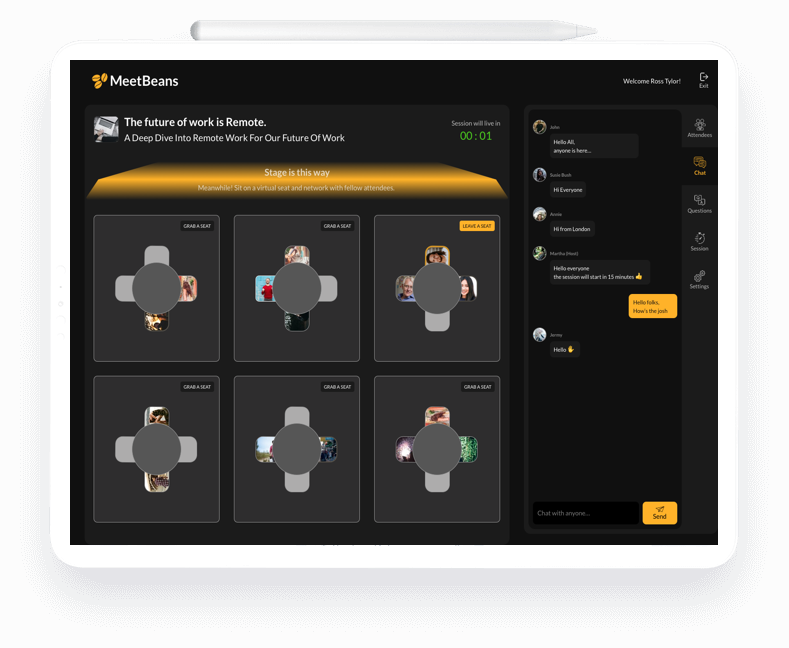 MeetBeans
Welcome Ross Tylor!
Exit
The future of work is Remote.
A Deep Dive Into Remote Work For Our Future Of Work
Session will live in
00 : 01
Stage is this way
Meanwhile! Sit on a virtual seat and network with fellow attendees.
GRAB A SEAT
GRAB A SEAT
LEAVE A SEAT
GRAB A SEAT
GRAB A SEAT
GRAB A SEAT
John
Hello All,
anyone is here...
Susie Bush
Hi Everyone
Annie
Hi from London
Martha (Host)
Hello everyone
the session will start in 15 minutes 👍
Hello folks,
How's the josh
Jenny
Hello ✋
Chat with anyone...
Send
Attendees
Chat
Questions
Session
Settings